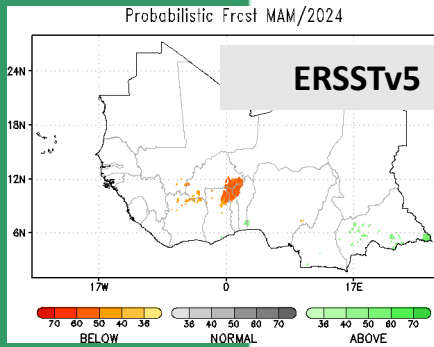 Probabilistic Frcst MAM/2024
ERSSTv5
24N
18N
12N
6N
17W 0 17E
70 60 50 40 36 36 40 50 60 70 36 40 50 60 70
BELOW NORMAL ABOVE